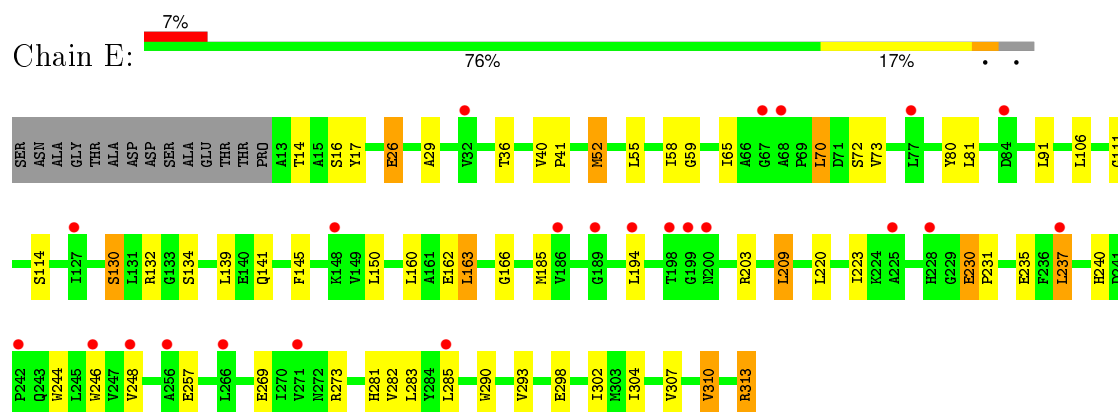 7%
Chain E:
76% 17% • •
SER ASN ALA GLY THR ALA ASP ASP SER ALA GLU THR THR PRO A13 T14 A15 S16 Y17 E26 A29 V32 T36 V40 P41 M52 L55 I58 G59 I65 A66 G67 A68 P69 L70 D71 S72 V73 L77 Y80 L81 D84 L91 L106
S114 I127 S130 L131 R132 G133 S134 L139 E140 Q141 F145 K148 V149 L150 L160 A161 E162 L163 G166 M185 V186 G189 L194 T198 G199 N200 R203 L209 L220 I223 K224 A225 H228 G229 E230 P231 E235 F236 L237 H240
P242 Q243 W244 L245 W246 V247 V248 A256 E257 L266 E269 I270 V271 N272 R273 H281 V282 L283 Y284 L285 W290 V293 E298 I302 M303 I304 V307 V310 R313